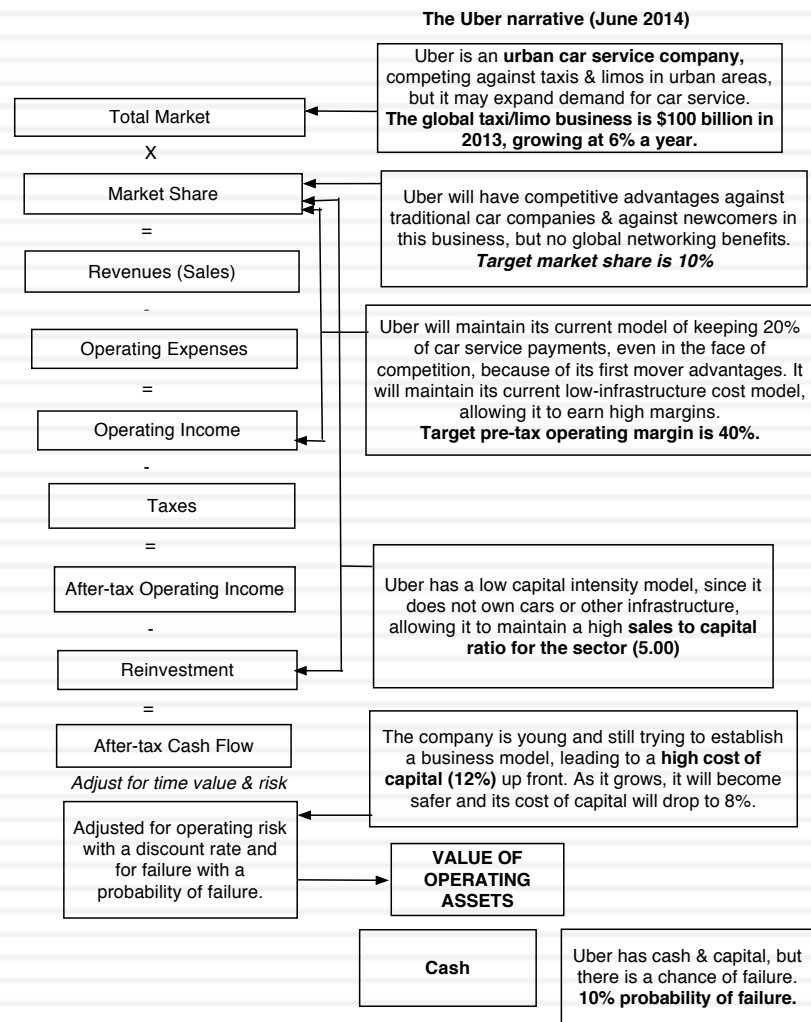 The Uber narrative (June 2014)
Uber is an urban car service company,
competing against taxis & limos in urban areas,
but it may expand demand for car service.
The global taxi/limo business is $100 billion in
2013, growing at 6% a year.
Total Market
X
Market Share
Uber will have competitive advantages against
traditional car companies & against newcomers in
this business, but no global networking benefits.
Target market share is 10%
=
Revenues (Sales)
-
Operating Expenses
Uber will maintain its current model of keeping 20%
of car service payments, even in the face of
competition, because of its first mover advantages. It
will maintain its current low-infrastructure cost model,
allowing it to earn high margins.
Target pre-tax operating margin is 40%.
=
Operating Income
-
Taxes
=
After-tax Operating Income
Uber has a low capital intensity model, since it
does not own cars or other infrastructure,
allowing it to maintain a high sales to capital
ratio for the sector (5.00)
-
Reinvestment
=
After-tax Cash Flow
The company is young and still trying to establish
a business model, leading to a high cost of
capital (12%) up front. As it grows, it will become
safer and its cost of capital will drop to 8%.
Adjust for time value & risk
Adjusted for operating risk
with a discount rate and
for failure with a
probability of failure.
VALUE OF
OPERATING
ASSETS
Cash
Uber has cash & capital, but
there is a chance of failure.
10% probability of failure.